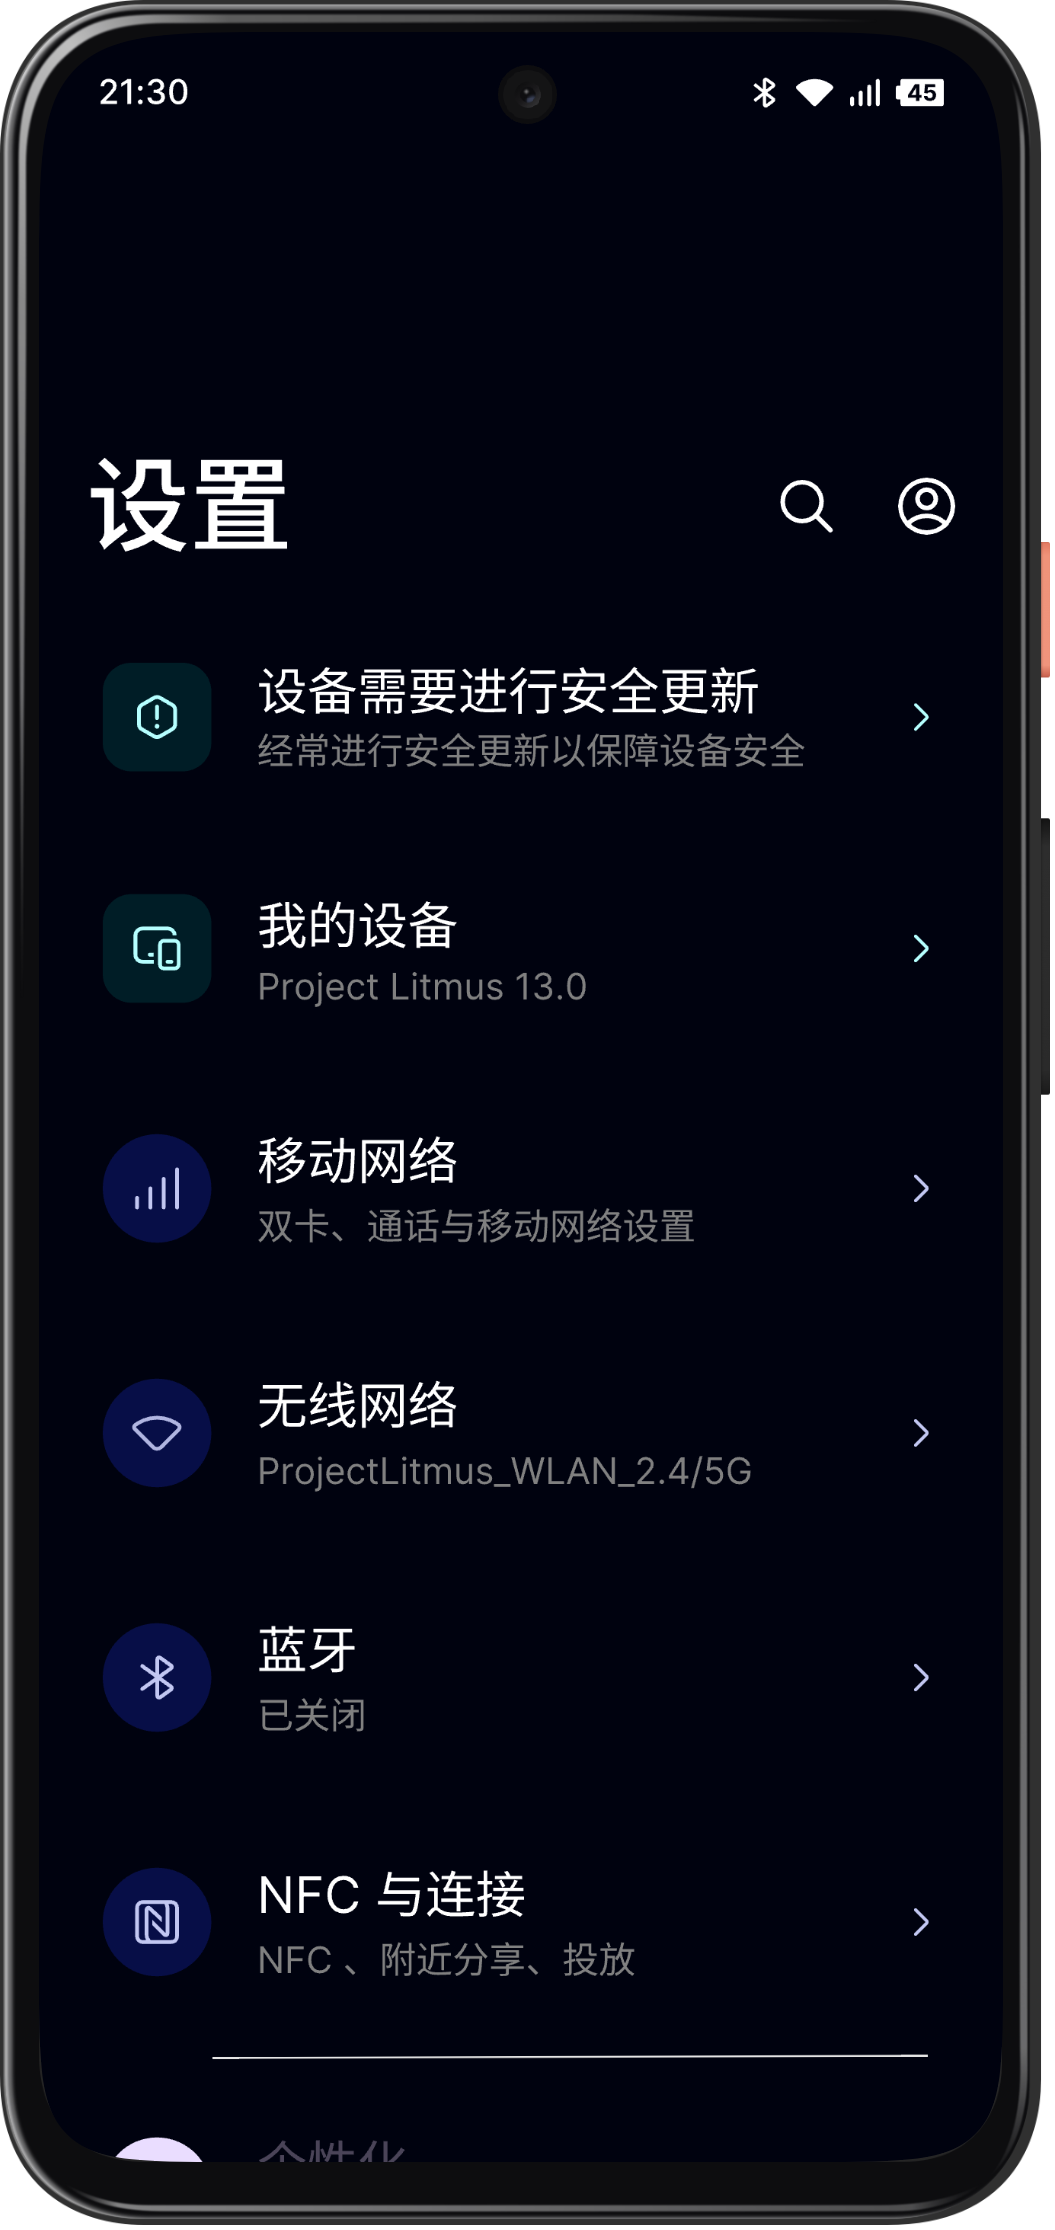 21:30
45
设置
设备需要进行安全更新
经常进行安全更新以保障设备安全
我的设备
Project Litmus 13.0
移动网络
双卡、通话与移动网络设置
无线网络
ProjectLitmus_WLAN_2.4/5G
蓝牙
已关闭
NFC 与连接
NFC 、附近分享、投放
个性化